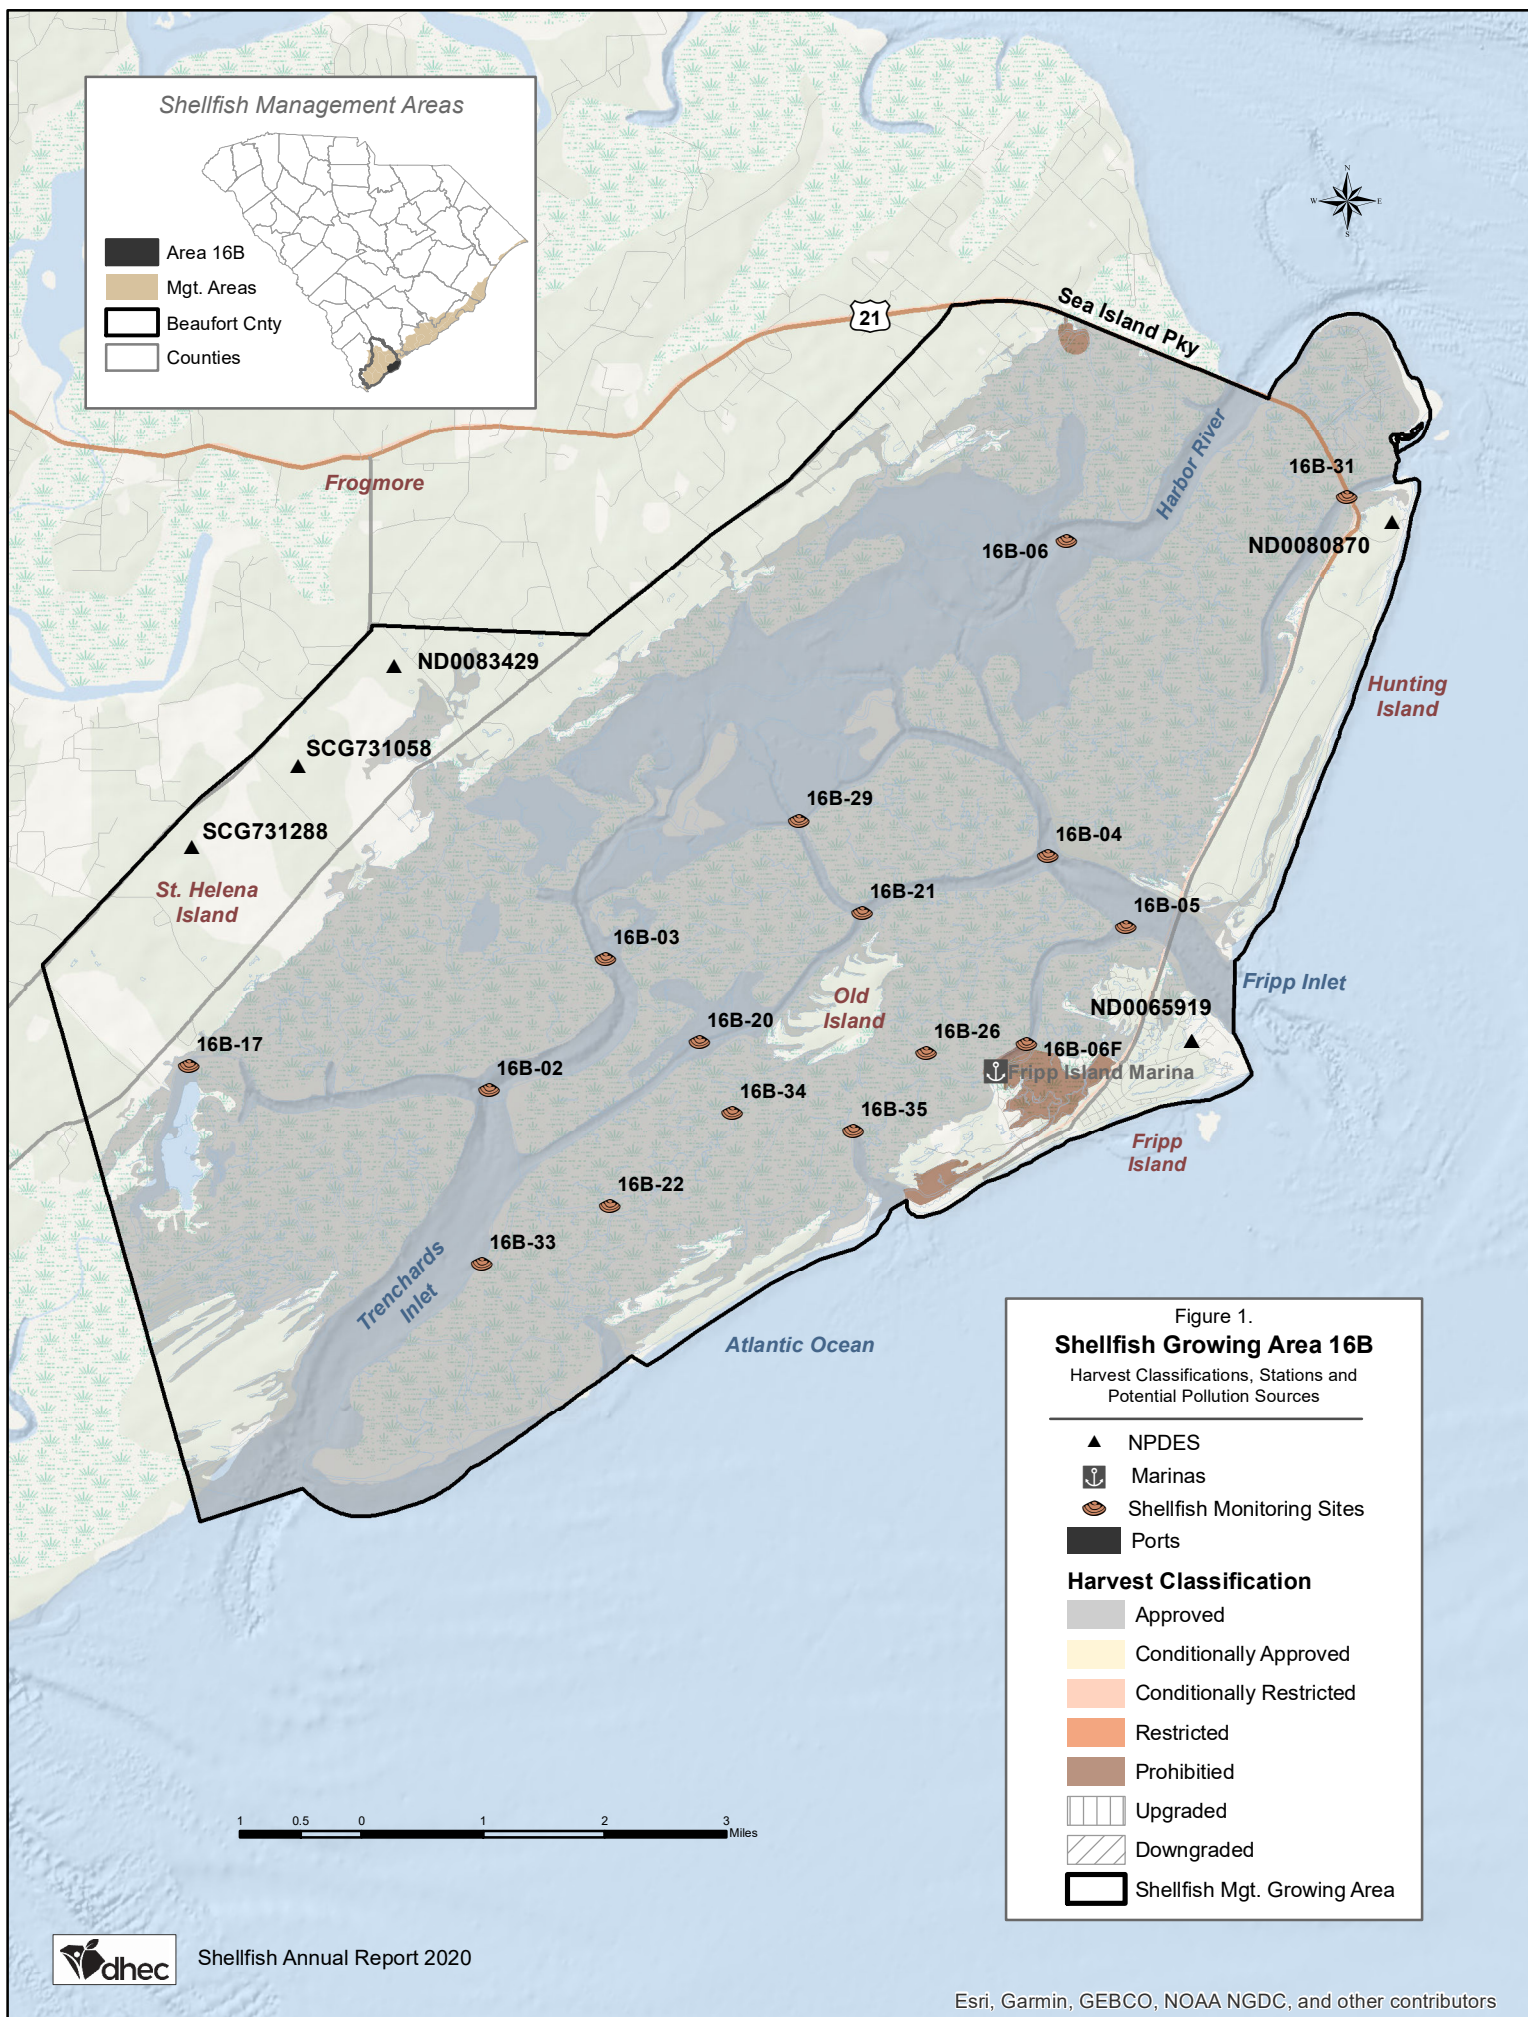 Shellfish Management Areas
Area 16B
Mgt. Areas
Beaufort Cnty
Counties
N
W
E
S
21
Sea Island Pky
Frogmore
Harbor River
16B-31
16B-06
ND0080870
ND0083429
Hunting
Island
SCG731058
16B-29
SCG731288
16B-04
St. Helena
Island
16B-21
16B-05
16B-03
Fripp Inlet
Old
Island
ND0065919
16B-20
16B-26
16B-17
16B-06F
16B-02
Fripp Island Marina
16B-34
16B-35
Fripp
Island
16B-22
16B-33
Trenchards
Inlet
Atlantic Ocean
Figure 1.
Shellfish Growing Area 16B
Harvest Classifications, Stations and
Potential Pollution Sources
NPDES
Marinas
Shellfish Monitoring Sites
Ports
Harvest Classification
Approved
Conditionally Approved
Conditionally Restricted
Restricted
Prohibitied
Upgraded
Downgraded
Shellfish Mgt. Growing Area
1 0.5 0 1 2 3
Miles
dhec
Shellfish Annual Report 2020
Esri, Garmin, GEBCO, NOAA NGDC, and other contributors